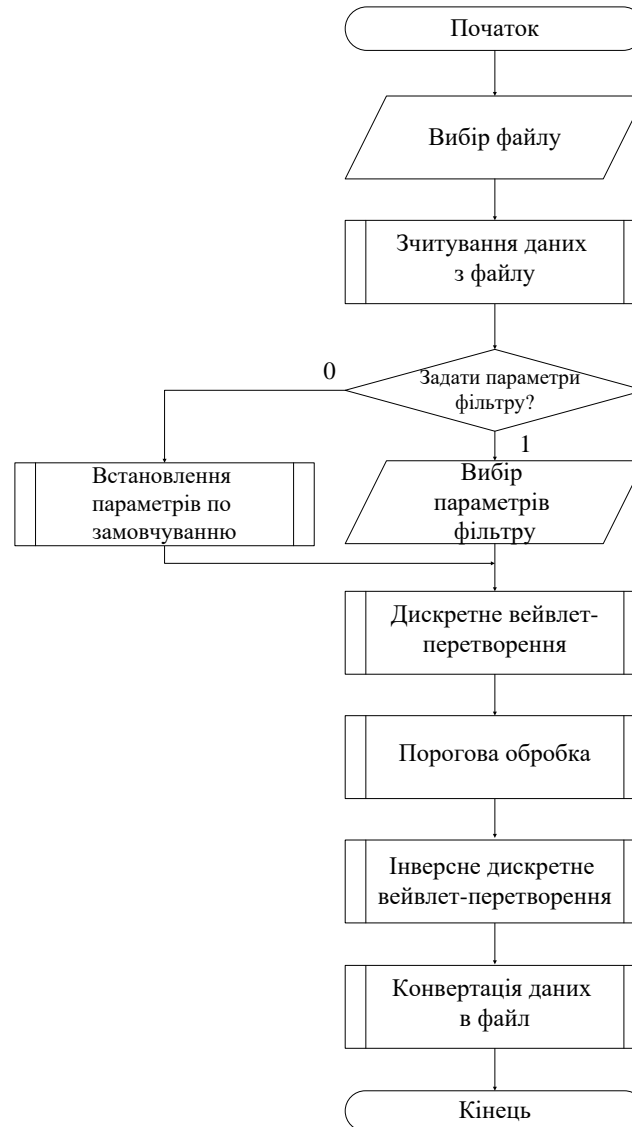 Початок
Вибір файлу
Зчитування даних
з файлу
Задати параметри
фільтру?
0
1
Встановлення
параметрів по
замовчуванню
Вибір
параметрів
фільтру
Дискретне вейвлет-
перетворення
Порогова обробка
Інверсне дискретне
вейвлет-перетворення
Конвертація даних
в файл
Кінець